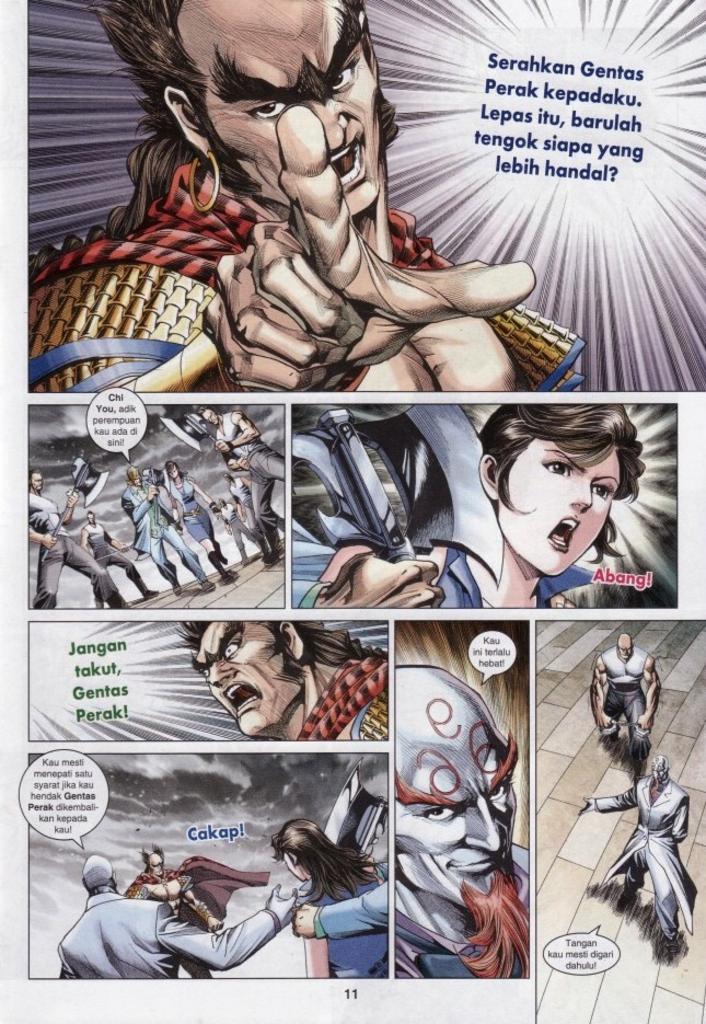 Serahkan Gentas
Perak kepadaku.
Lepas itu, barulah
tengok siapa yang
lebih handal?
Chi
You, adik
perempuan
kau ada di
sini!
Abang!
Jangan
takut,
Gentas
Perak!
Kau mesti
menepati satu
syarat jika kau
hendak Gentas
Perak dikembali-
kan kepada
kau!
Cakap!
Kau
ini terlalu
hebat!
Tangan
kau mesti digari
dahulu!
11